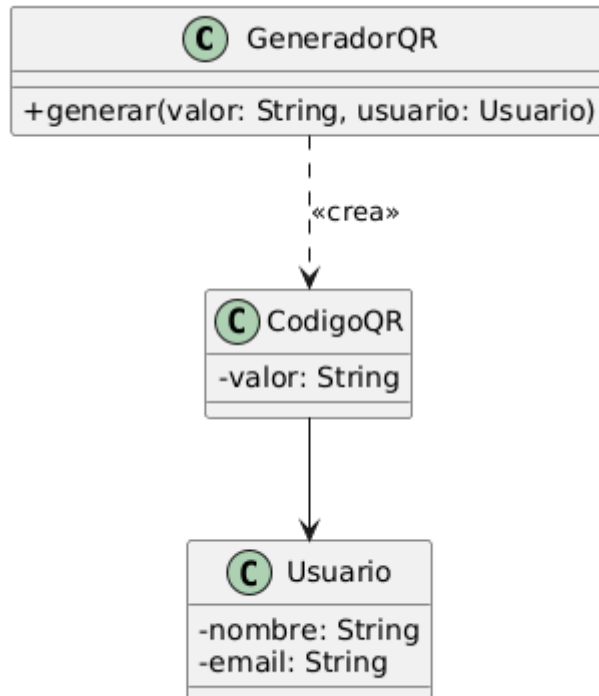 C GeneradorQR
+generar(valor: String, usuario: Usuario)
«crea»
C CodigoQR
-valor: String
C Usuario
-nombre: String
-email: String